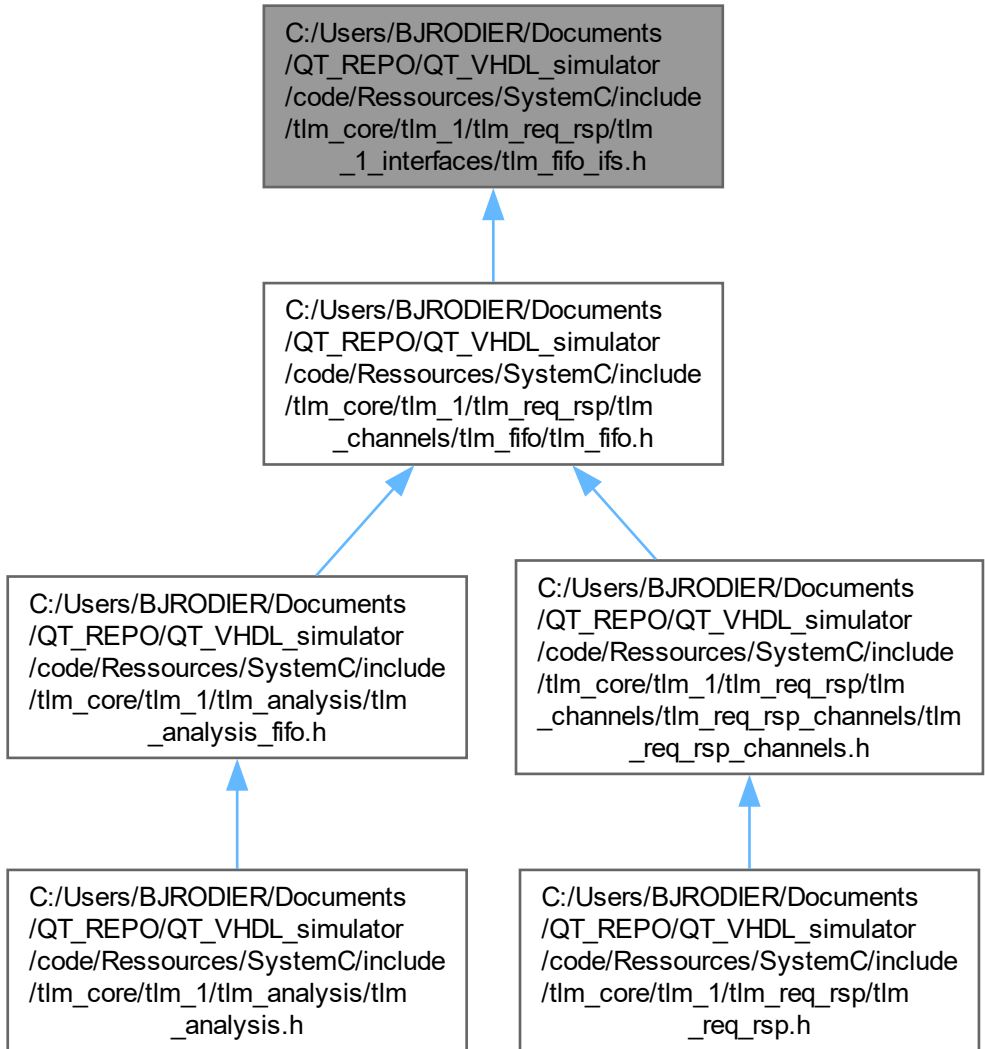 C:/Users/BJRODIER/Documents
/QT_REPO/QT_VHDL_simulator
/code/Ressources/SystemC/include
/tlm_core/tlm_1/tlm_req_rsp/tlm
_1_interfaces/tlm_fifo_ifs.h
C:/Users/BJRODIER/Documents
/QT_REPO/QT_VHDL_simulator
/code/Ressources/SystemC/include
/tlm_core/tlm_1/tlm_req_rsp/tlm
_channels/tlm_fifo/tlm_fifo.h
C:/Users/BJRODIER/Documents
/QT_REPO/QT_VHDL_simulator
/code/Ressources/SystemC/include
/tlm_core/tlm_1/tlm_analysis/tlm
_analysis_fifo.h
C:/Users/BJRODIER/Documents
/QT_REPO/QT_VHDL_simulator
/code/Ressources/SystemC/include
/tlm_core/tlm_1/tlm_req_rsp/tlm
_channels/tlm_req_rsp_channels/tlm
_req_rsp_channels.h
C:/Users/BJRODIER/Documents
/QT_REPO/QT_VHDL_simulator
/code/Ressources/SystemC/include
/tlm_core/tlm_1/tlm_analysis/tlm
_analysis.h
C:/Users/BJRODIER/Documents
/QT_REPO/QT_VHDL_simulator
/code/Ressources/SystemC/include
/tlm_core/tlm_1/tlm_req_rsp/tlm
_req_rsp.h